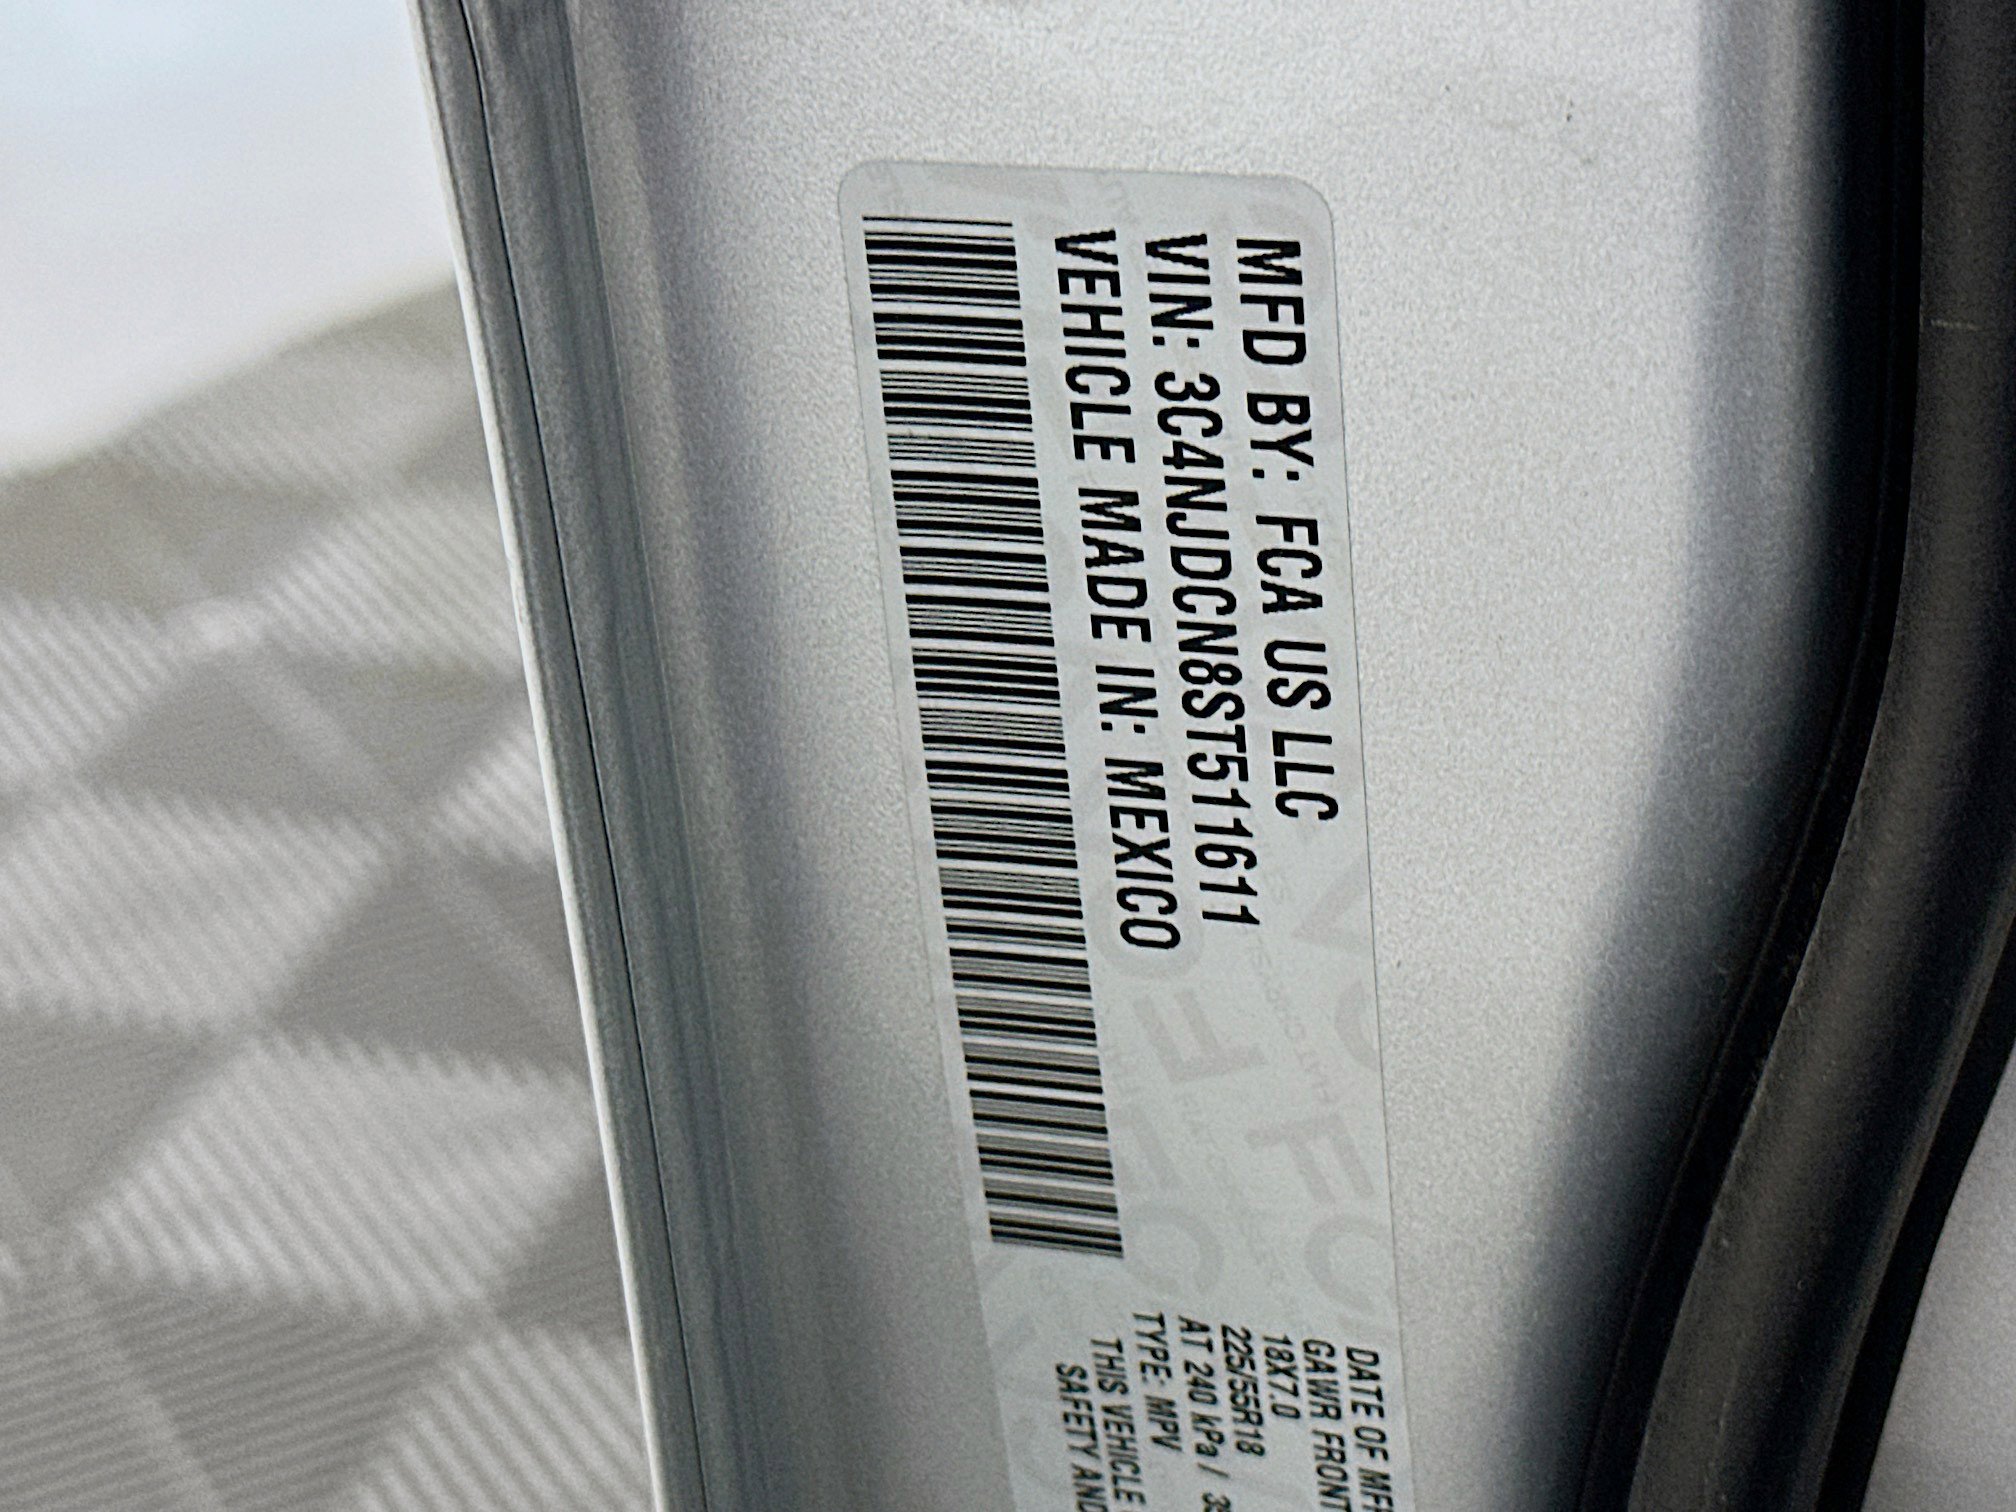 MFD BY: FCA US LLC
VIN: 3C4NJDCN8ST511611
VEHICLE MADE IN: MEXICO
DATE OF MF
GAWR FRONT
18X7.0
225/55R18
AT 240 kPa /
TYPE: MPV
THIS VEHICLE
SAFETY AND